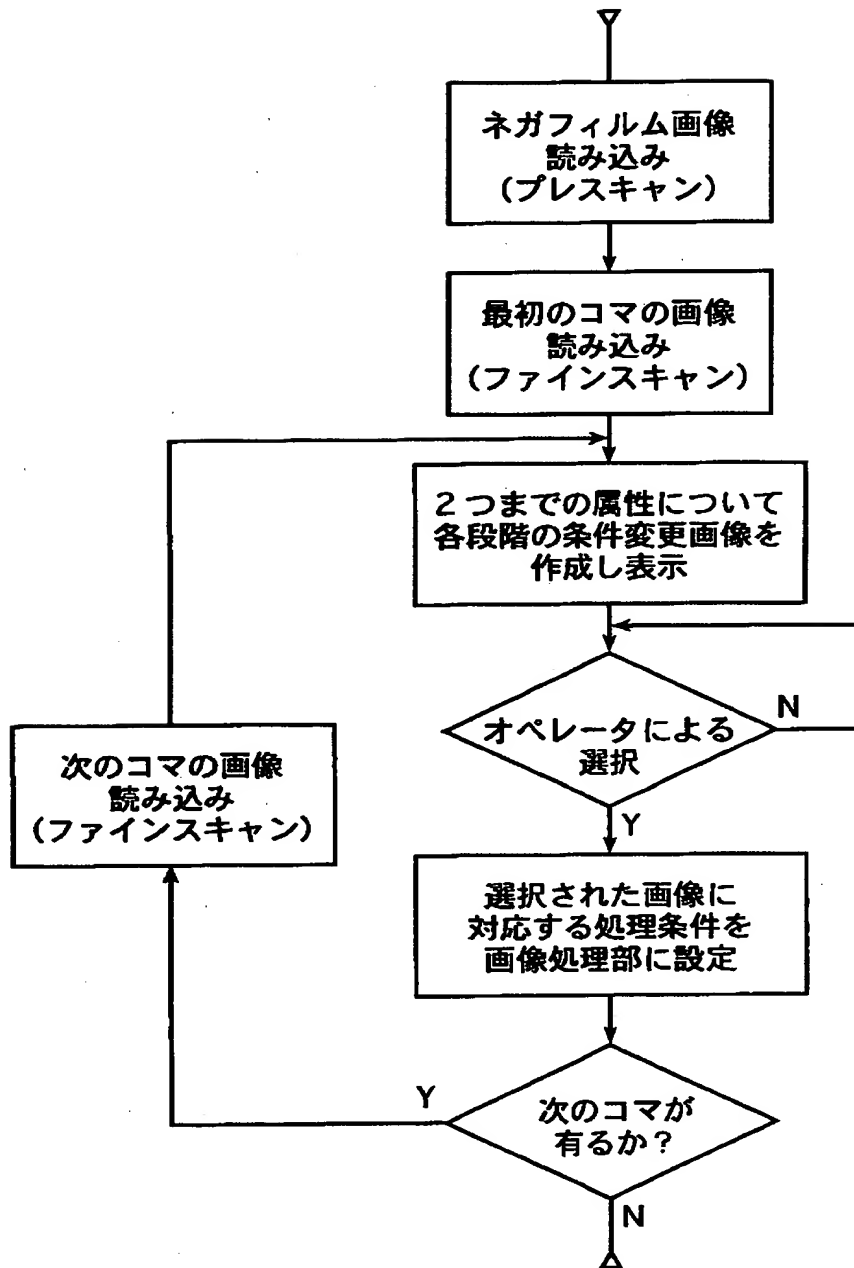 ネガフィルム画像
読み込み
(プレスキャン)
最初のコマの画像
読み込み
(ファインスキャン)
2つまでの属性について
各段階の条件変更画像を
作成し表示
オペレータによる
選択
N
Y
選択された画像に
対応する処理条件を
画像処理部に設定
次のコマが
有るか?
Y
N
次のコマの画像
読み込み
(ファインスキャン)